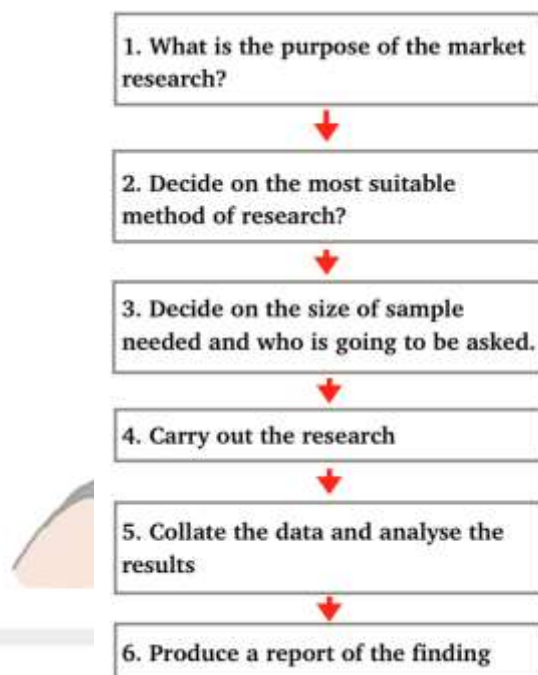 1. What is the purpose of the market
research?
2. Decide on the most suitable
method of research?
3. Decide on the size of sample
needed and who is going to be asked.
4. Carry out the research
5. Collate the data and analyse the
results
6. Produce a report of the finding